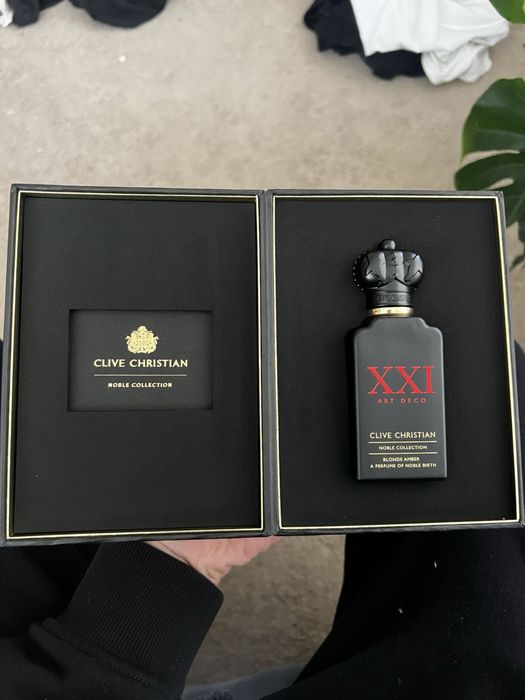 CLIVE CHRISTIAN
NOBLE COLLECTION
XXI
ART DECO
CLIVE CHRISTIAN
NOBLE COLLECTION
BLONDE AMBER
A PERFUME OF NOBLE BIRTH